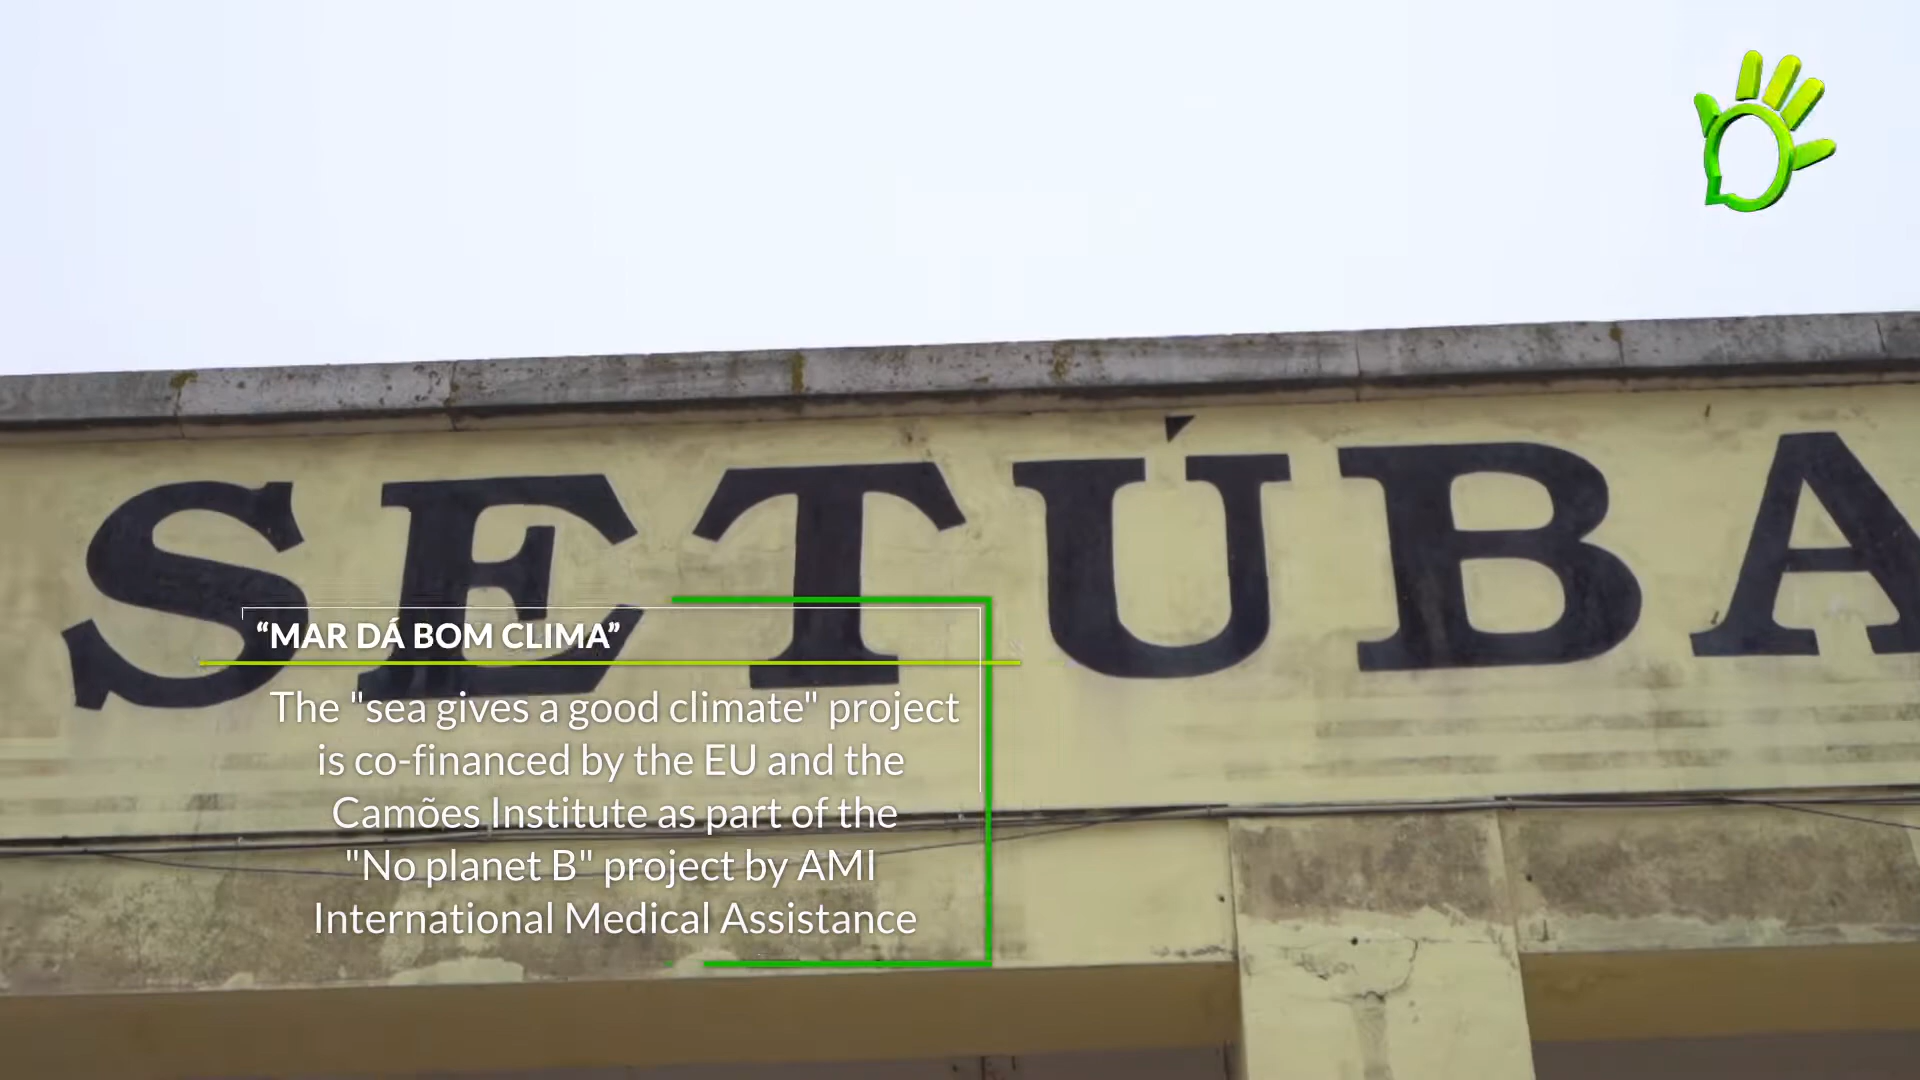 SETÚBA
“MAR DÁ BOM CLIMA”
The "sea gives a good climate" project
is co-financed by the EU and the
Camões Institute as part of the
"No planet B" project by AMI
International Medical Assistance